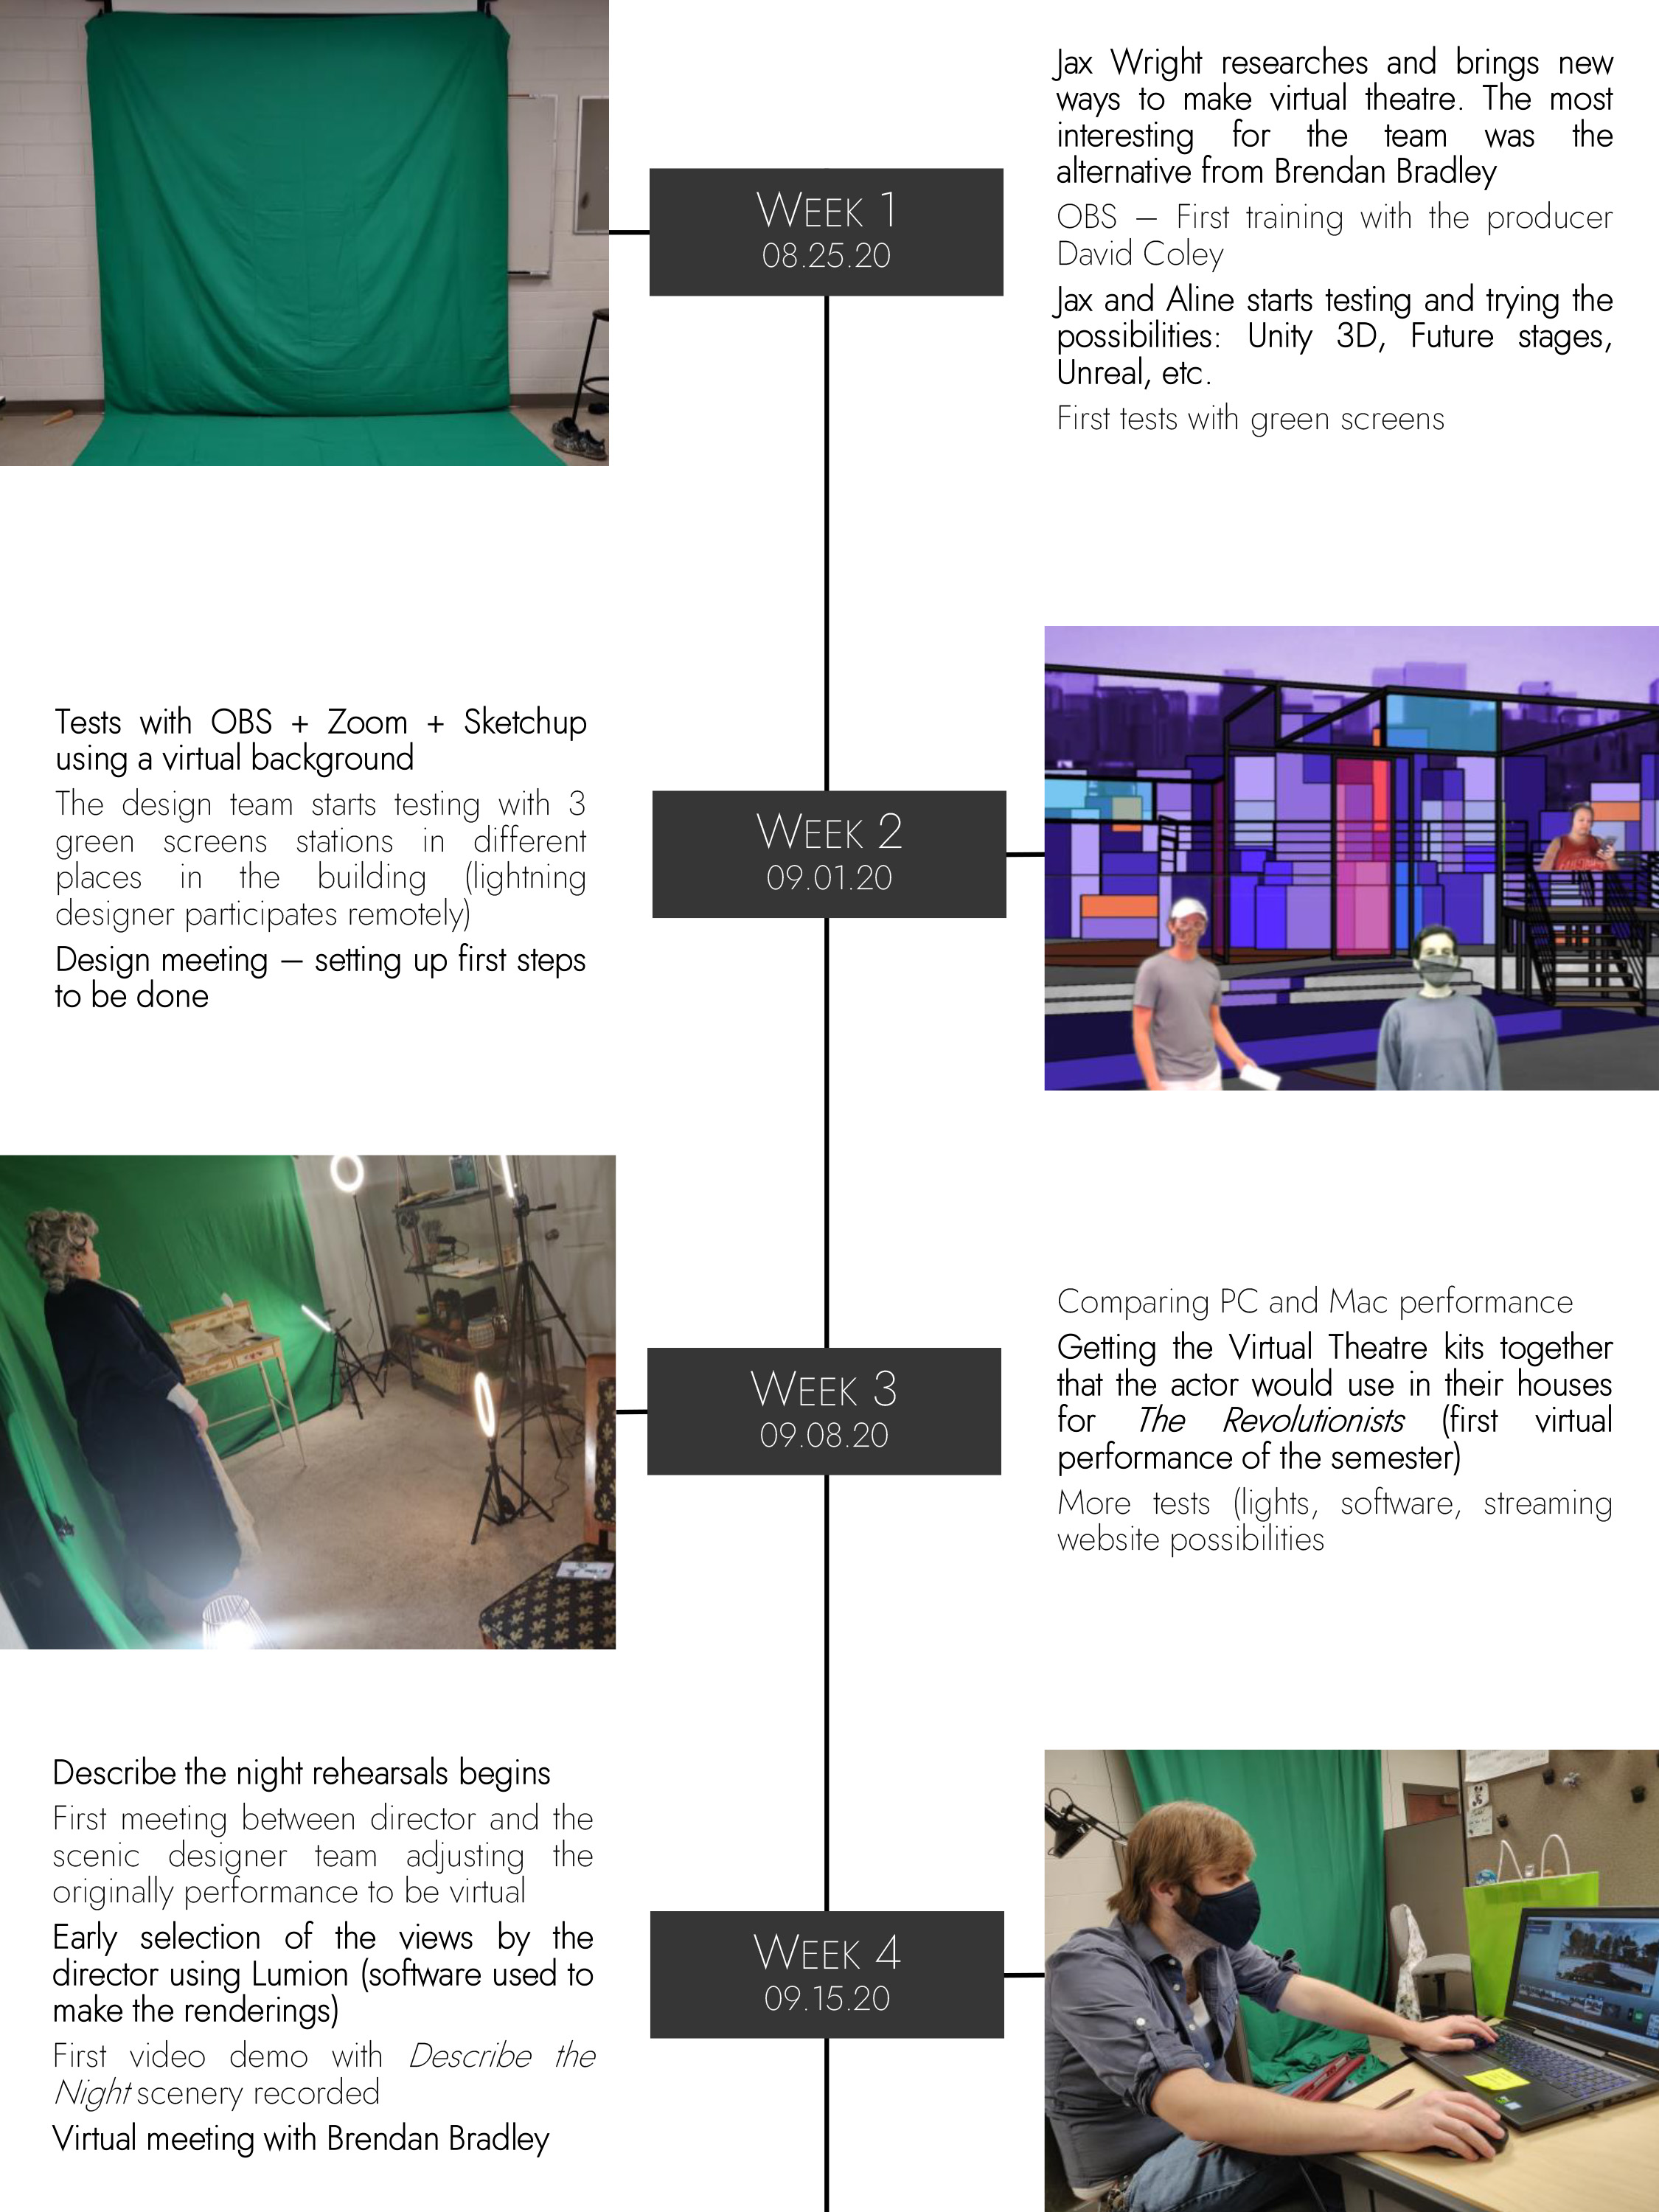 Week 1
08.25.20
Jax Wright researches and brings new
ways to make virtual theatre. The most
interesting for the team was the
alternative from Brendan Bradley
OBS – First training with the producer
David Coley
Jax and Aline starts testing and trying the
possibilities: Unity 3D, Future stages,
Unreal, etc.
First tests with green screens
Tests with OBS + Zoom + Sketchup
using a virtual background
The design team starts testing with 3
green screens stations in different
places in the building (lightning
designer participates remotely)
Design meeting – setting up first steps
to be done
Week 2
09.01.20
Week 3
09.08.20
Comparing PC and Mac performance
Getting the Virtual Theatre kits together
that the actor would use in their houses
for The Revolutionists (first virtual
performance of the semester)
More tests (lights, software, streaming
website possibilities
Describe the night rehearsals begins
First meeting between director and the
scenic designer team adjusting the
originally performance to be virtual
Early selection of the views by the
director using Lumion (software used to
make the renderings)
First video demo with Describe the
Night scenery recorded
Virtual meeting with Brendan Bradley
Week 4
09.15.20